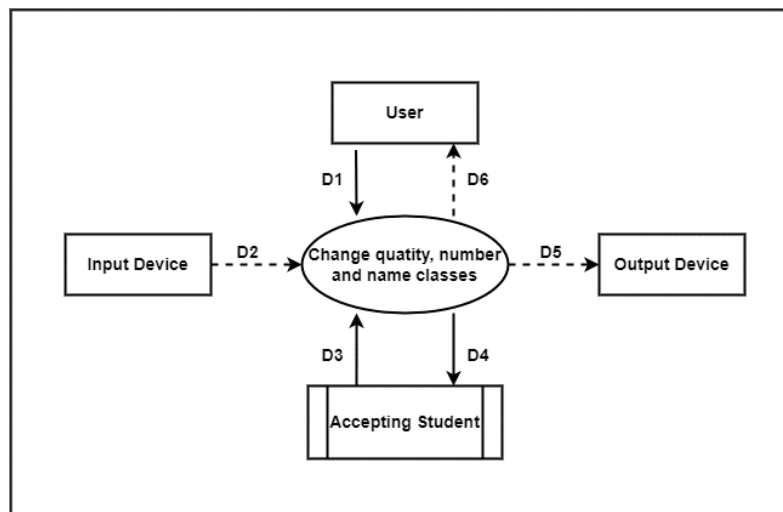 User
D1
D6
Input Device
D2
Change quatity, number
and name classes
D5
Output Device
D3
D4
Accepting Student